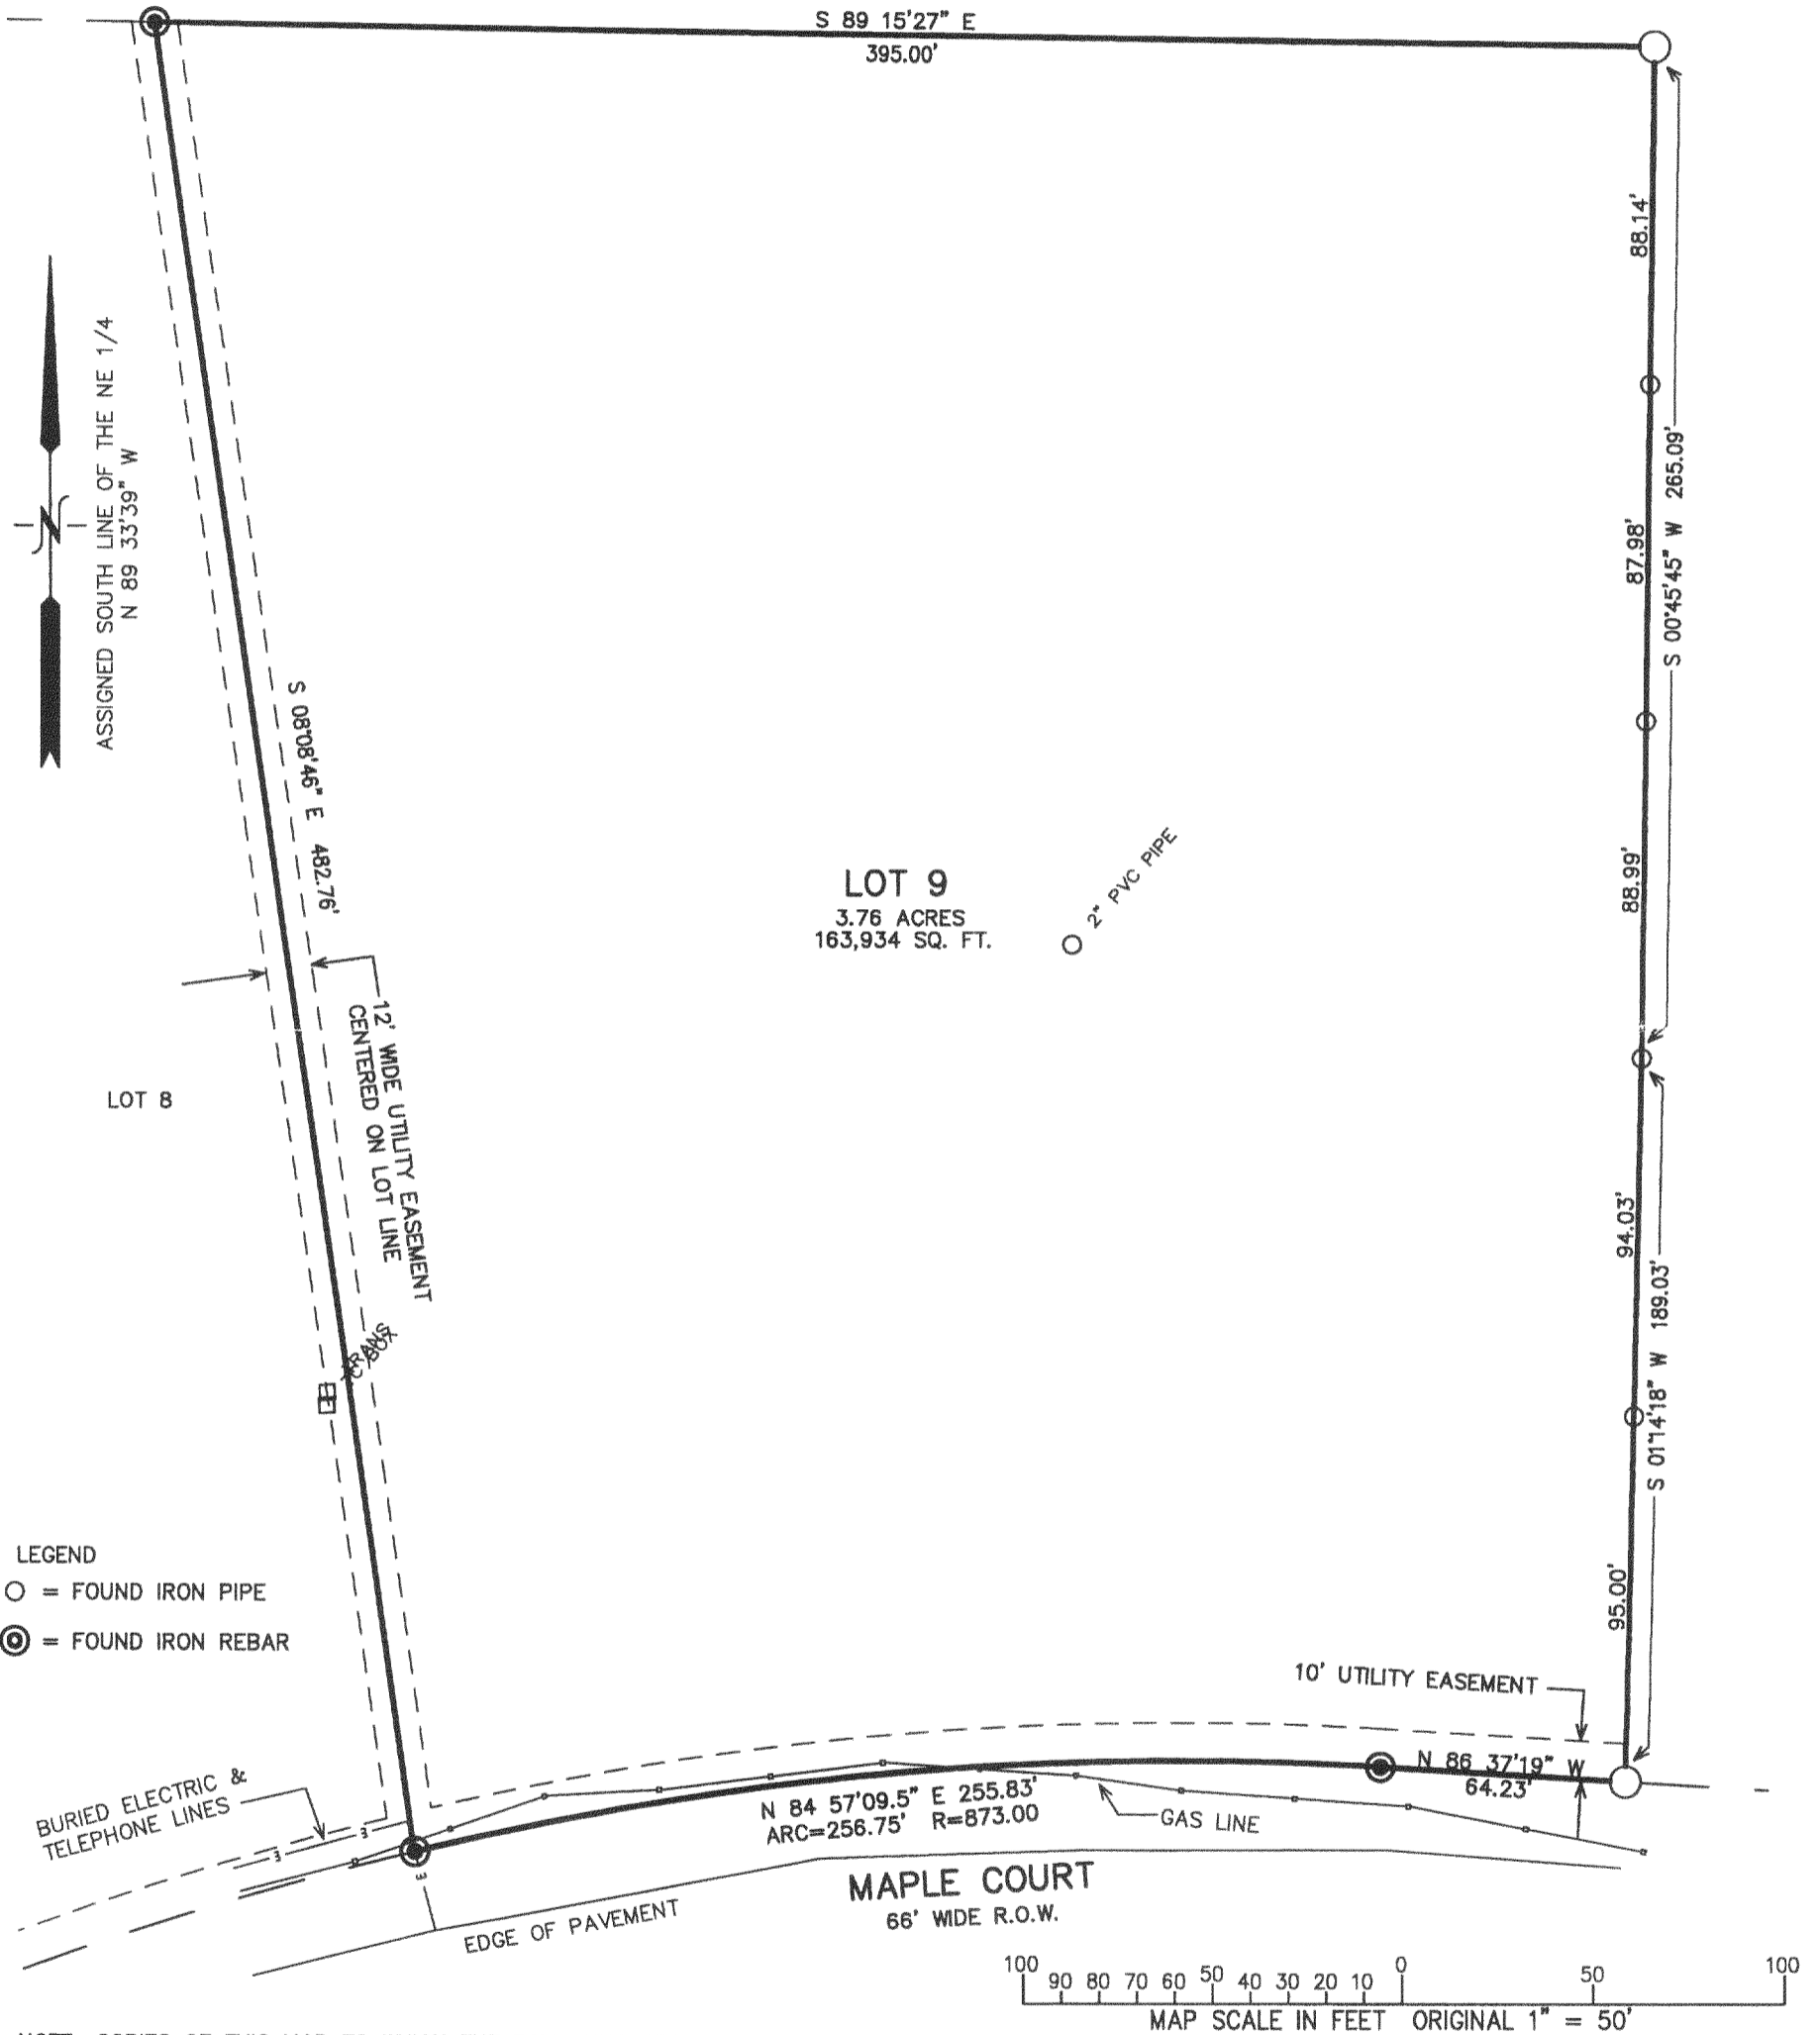 S 89 15'27" E
395.00'
88.14'
S 00°45'45" W 265.09'
87.98'
88.99'
ASSIGNED SOUTH LINE OF THE NE 1/4
N 89 33'39" W
N
S 08°08'46" E 482.76'
LOT 9
3.76 ACRES
163,934 SQ. FT.
2" PVC PIPE
12' WIDE UTILITY EASEMENT
CENTERED ON LOT LINE
LOT 8
94.03'
S 01°14'18" W 189.03'
95.00'
TRANS
BOX
LEGEND
= FOUND IRON PIPE
= FOUND IRON REBAR
10' UTILITY EASEMENT
N 86 37'19" W
64.23'
BURIED ELECTRIC &
TELEPHONE LINES
E
E
E
N 84 57'09.5" E 255.83'
ARC=256.75' R=873.00
GAS LINE
MAPLE COURT
66' WIDE R.O.W.
EDGE OF PAVEMENT
100 90 80 70 60 50 40 30 20 10 0 50 100
MAP SCALE IN FEET ORIGINAL 1" = 50'